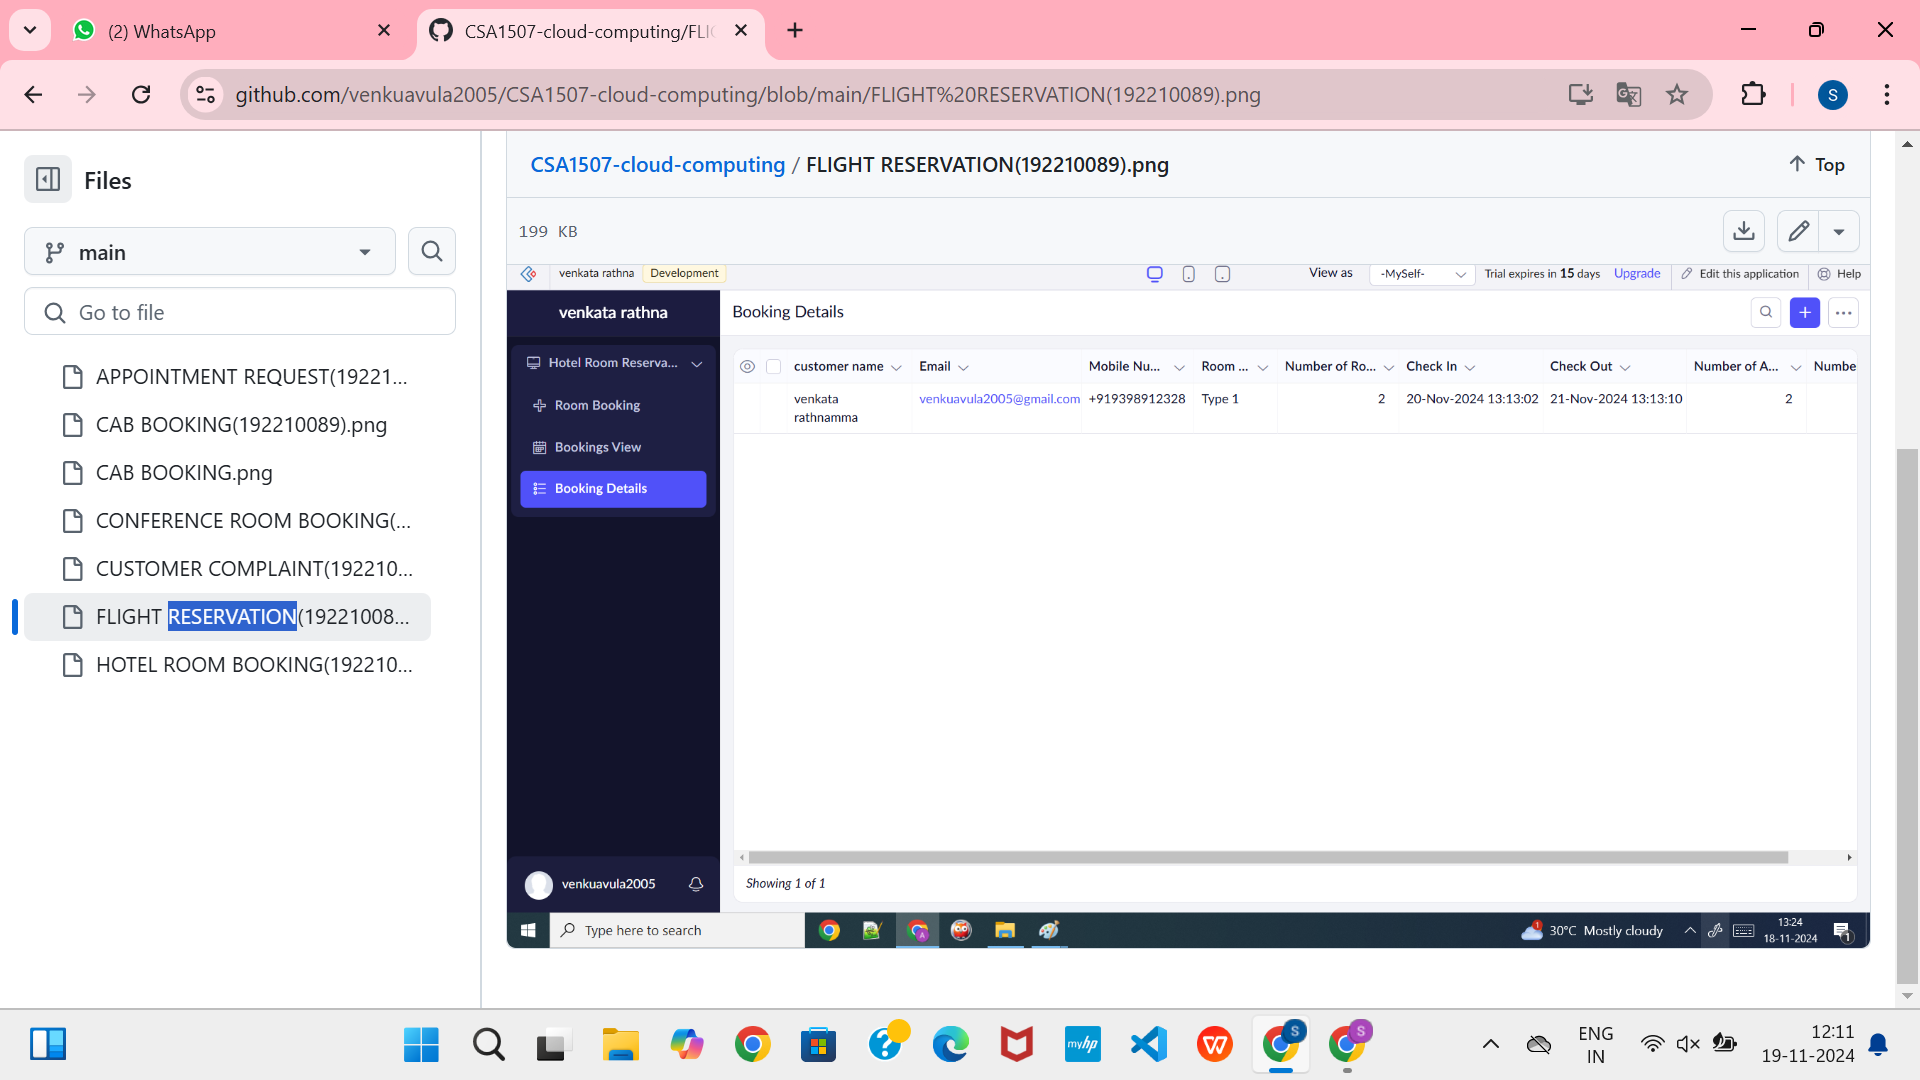 (2) WhatsApp
CSA1507-cloud-computing/FLI
github.com/venkuavula2005/CSA1507-cloud-computing/blob/main/FLIGHT%20RESERVATION(192210089).png
S
Files
main
Go to file
APPOINTMENT REQUEST(19221...
CAB BOOKING(192210089).png
CAB BOOKING.png
CONFERENCE ROOM BOOKING(...
CUSTOMER COMPLAINT(192210...
FLIGHT RESERVATION(19221008...
HOTEL ROOM BOOKING(192210...
CSA1507-cloud-computing / FLIGHT RESERVATION(192210089).png
Top
199 KB
venkata rathna Development View as -MySelf- Trial expires in 15 days Upgrade Edit this application Help
venkata rathna
Hotel Room Reserva...
Room Booking
Bookings View
Booking Details
venkuavula2005
Booking Details
customer name Email Mobile Nu... Room ... Number of Ro... Check In Check Out Number of A... Numbe
venkata venkuavula2005@gmail.com +919398912328 Type 1 2 20-Nov-2024 13:13:02 21-Nov-2024 13:13:10 2
rathnamma
Showing 1 of 1
Type here to search
1
30°C Mostly cloudy
13:24
18-11-2024
1
myhp
S
S
ENG
IN
12:11
19-11-2024